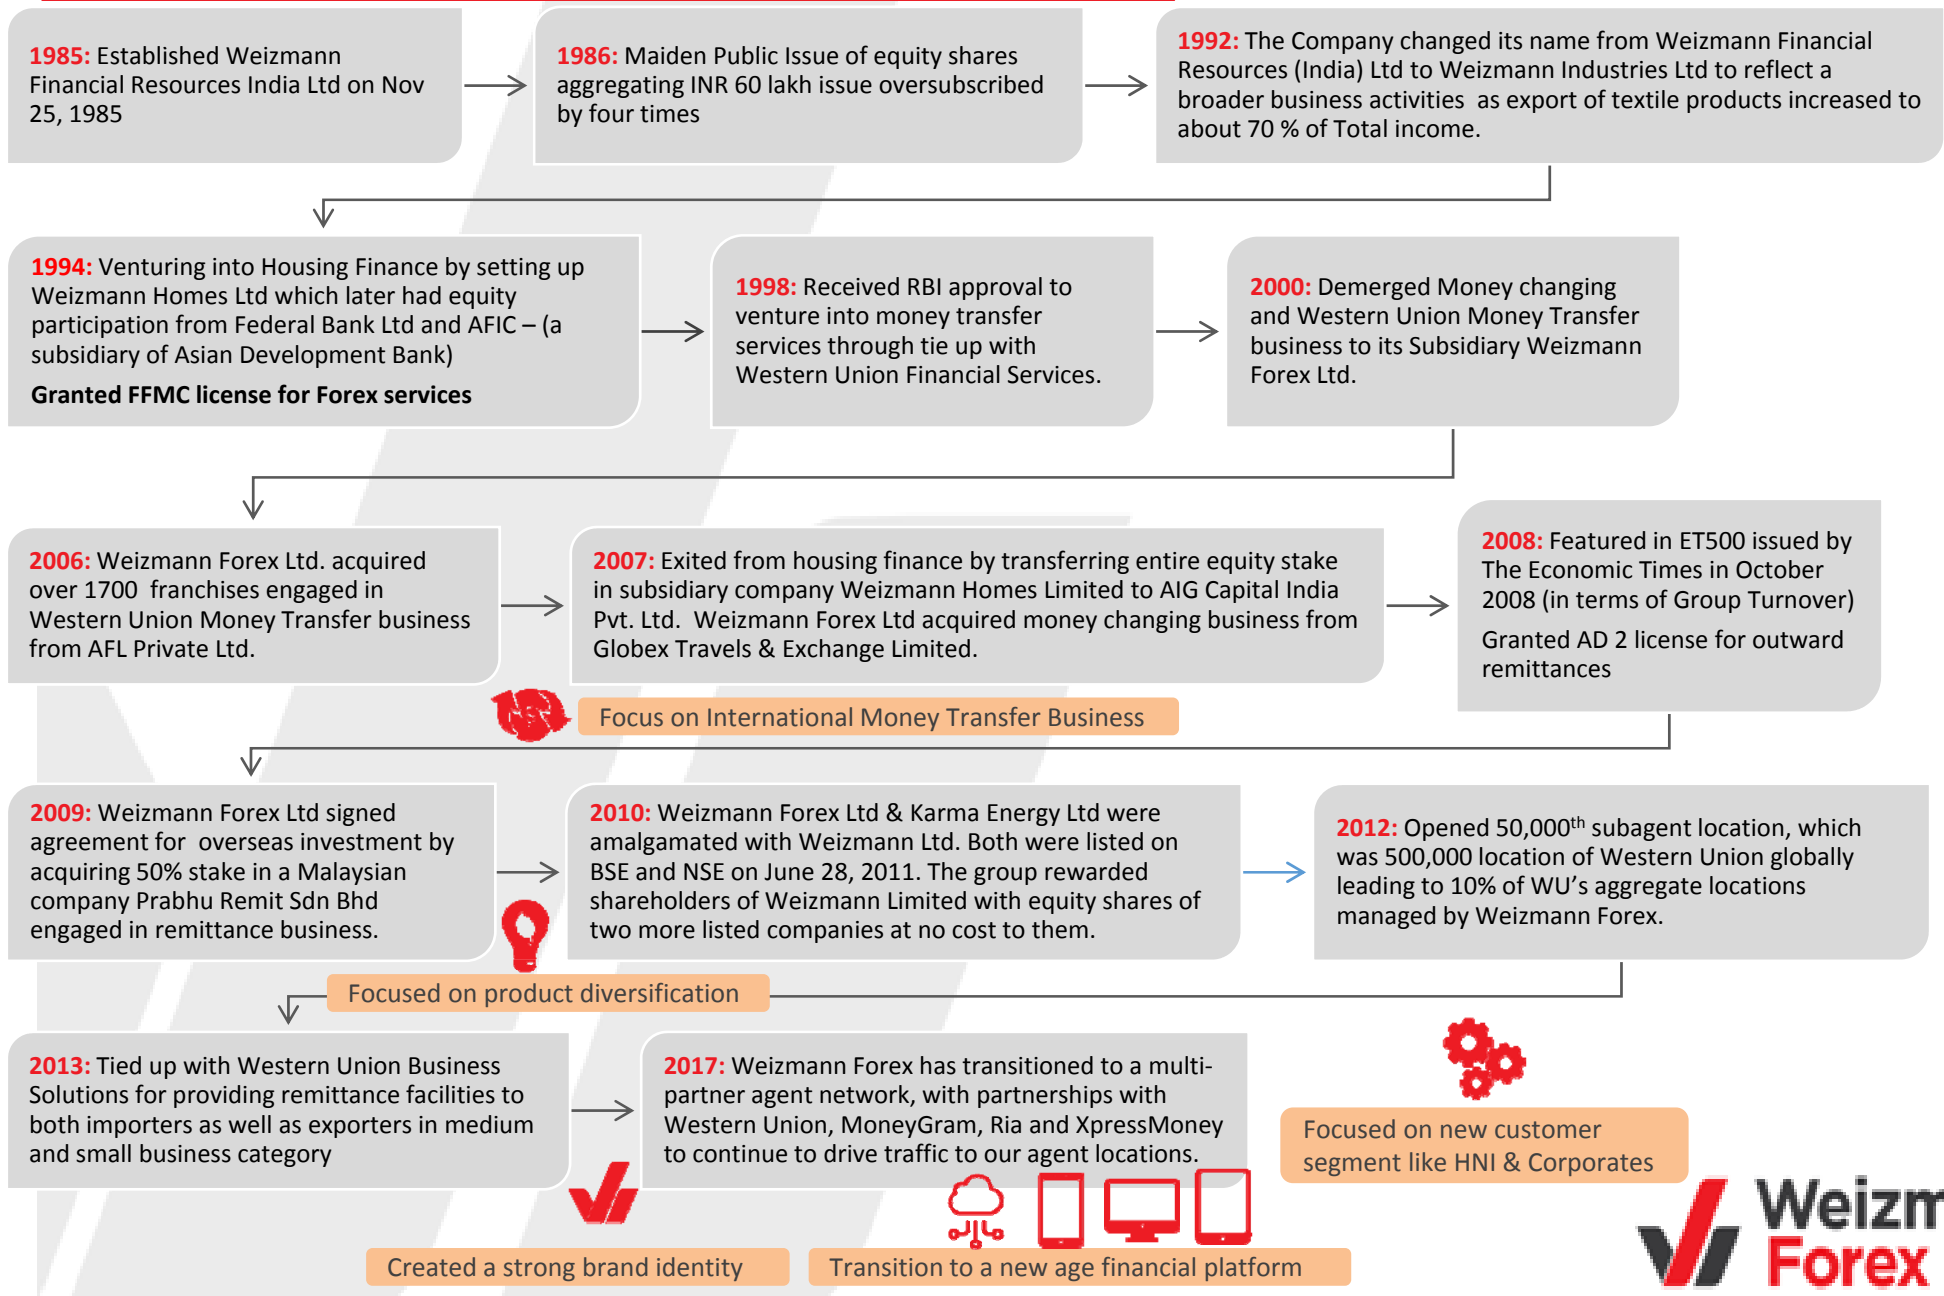 1985: Established Weizmann
Financial Resources India Ltd on Nov
25, 1985
1986: Maiden Public Issue of equity shares
aggregating INR 60 lakh issue oversubscribed
by four times
1992: The Company changed its name from Weizmann Financial
Resources (India) Ltd to Weizmann Industries Ltd to reflect a
broader business activities as export of textile products increased to
about 70 % of Total income.
1994: Venturing into Housing Finance by setting up
Weizmann Homes Ltd which later had equity
participation from Federal Bank Ltd and AFIC – (a
subsidiary of Asian Development Bank)
Granted FFMC license for Forex services
1998: Received RBI approval to
venture into money transfer
services through tie up with
Western Union Financial Services.
2000: Demerged Money changing
and Western Union Money Transfer
business to its Subsidiary Weizmann
Forex Ltd.
2006: Weizmann Forex Ltd. acquired
over 1700 franchises engaged in
Western Union Money Transfer business
from AFL Private Ltd.
2007: Exited from housing finance by transferring entire equity stake
in subsidiary company Weizmann Homes Limited to AIG Capital India
Pvt. Ltd. Weizmann Forex Ltd acquired money changing business from
Globex Travels & Exchange Limited.
2008: Featured in ET500 issued by
The Economic Times in October
2008 (in terms of Group Turnover)
Granted AD 2 license for outward
remittances
Focus on International Money Transfer Business
2009: Weizmann Forex Ltd signed
agreement for overseas investment by
acquiring 50% stake in a Malaysian
company Prabhu Remit Sdn Bhd
engaged in remittance business.
2010: Weizmann Forex Ltd & Karma Energy Ltd were
amalgamated with Weizmann Ltd. Both were listed on
BSE and NSE on June 28, 2011. The group rewarded
shareholders of Weizmann Limited with equity shares of
two more listed companies at no cost to them.
2012: Opened 50,000th subagent location, which
was 500,000 location of Western Union globally
leading to 10% of WU's aggregate locations
managed by Weizmann Forex.
Focused on product diversification
2013: Tied up with Western Union Business
Solutions for providing remittance facilities to
both importers as well as exporters in medium
and small business category
2017: Weizmann Forex has transitioned to a multi-
partner agent network, with partnerships with
Western Union, MoneyGram, Ria and XpressMoney
to continue to drive traffic to our agent locations.
Focused on new customer
segment like HNI & Corporates
Created a strong brand identity
Transition to a new age financial platform
Weizm
Forex